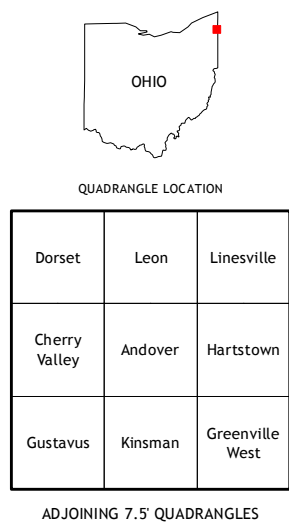 OHIO
QUADRANGLE LOCATION
Dorset
Leon
Linesville
Cherry
Valley
Andover
Hartstown
Gustavus
Kinsman
Greenville
West
ADJOINING 7.5' QUADRANGLES